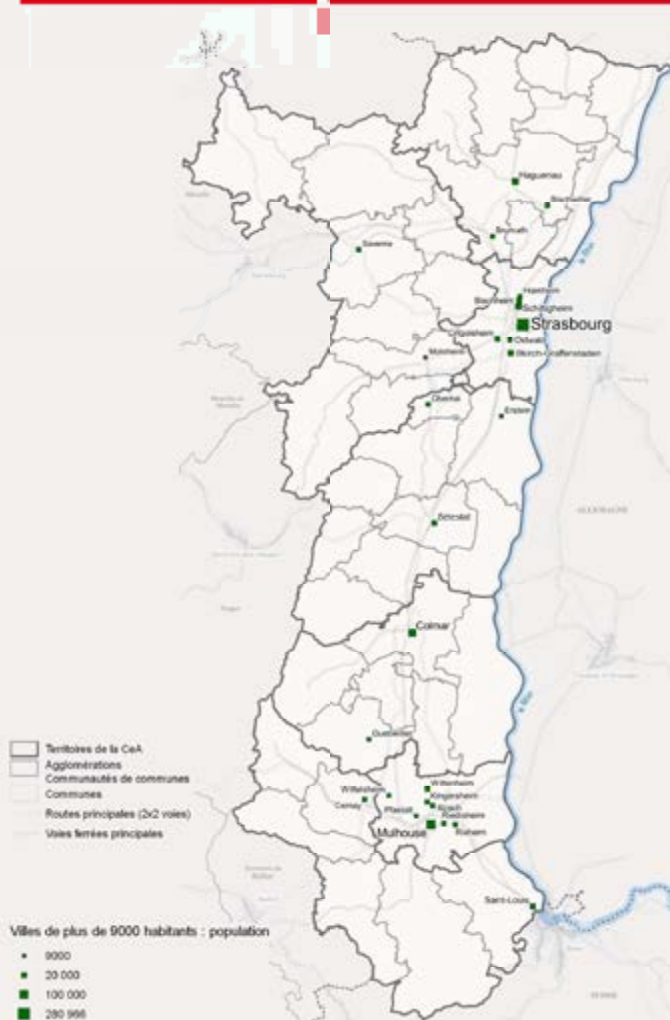 Haguenau
Bischwiller
Brumath
Saverne
Hoenheim
Bischheim
Schiltigheim
Strasbourg
Lingolsheim
Ostwald
Illkirch-Graffenstaden
Molsheim
Obernai
Erstein
Sélestat
ALLEMAGNE
Colmar
Guebwiller
Territoires de la CeA
Agglomérations
Communautés de communes
Communes
Routes principales (2x2 voies)
Voies ferrées principales
Wittelsheim
Cernay
Wittenheim
Kingersheim
Illzach
Pfastatt
Riedisheim
Mulhouse
Rixheim
Saint-Louis
Villes de plus de 9000 habitants : population
9000
20 000
100 000
280 966
SUISSE